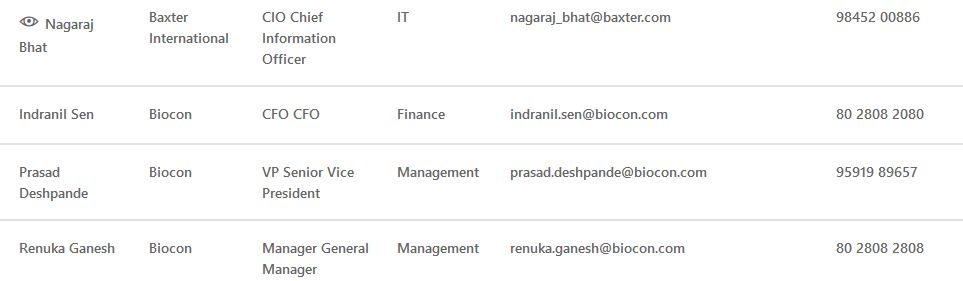 Nagaraj Bhat Baxter International CIO Chief Information Officer IT nagaraj_bhat@baxter.com 98452 00886
Indranil Sen Biocon CFO CFO Finance indranil.sen@biocon.com 80 2808 2080
Prasad Deshpande Biocon VP Senior Vice President Management prasad.deshpande@biocon.com 95919 89657
Renuka Ganesh Biocon Manager General Manager Management renuka.ganesh@biocon.com 80 2808 2808